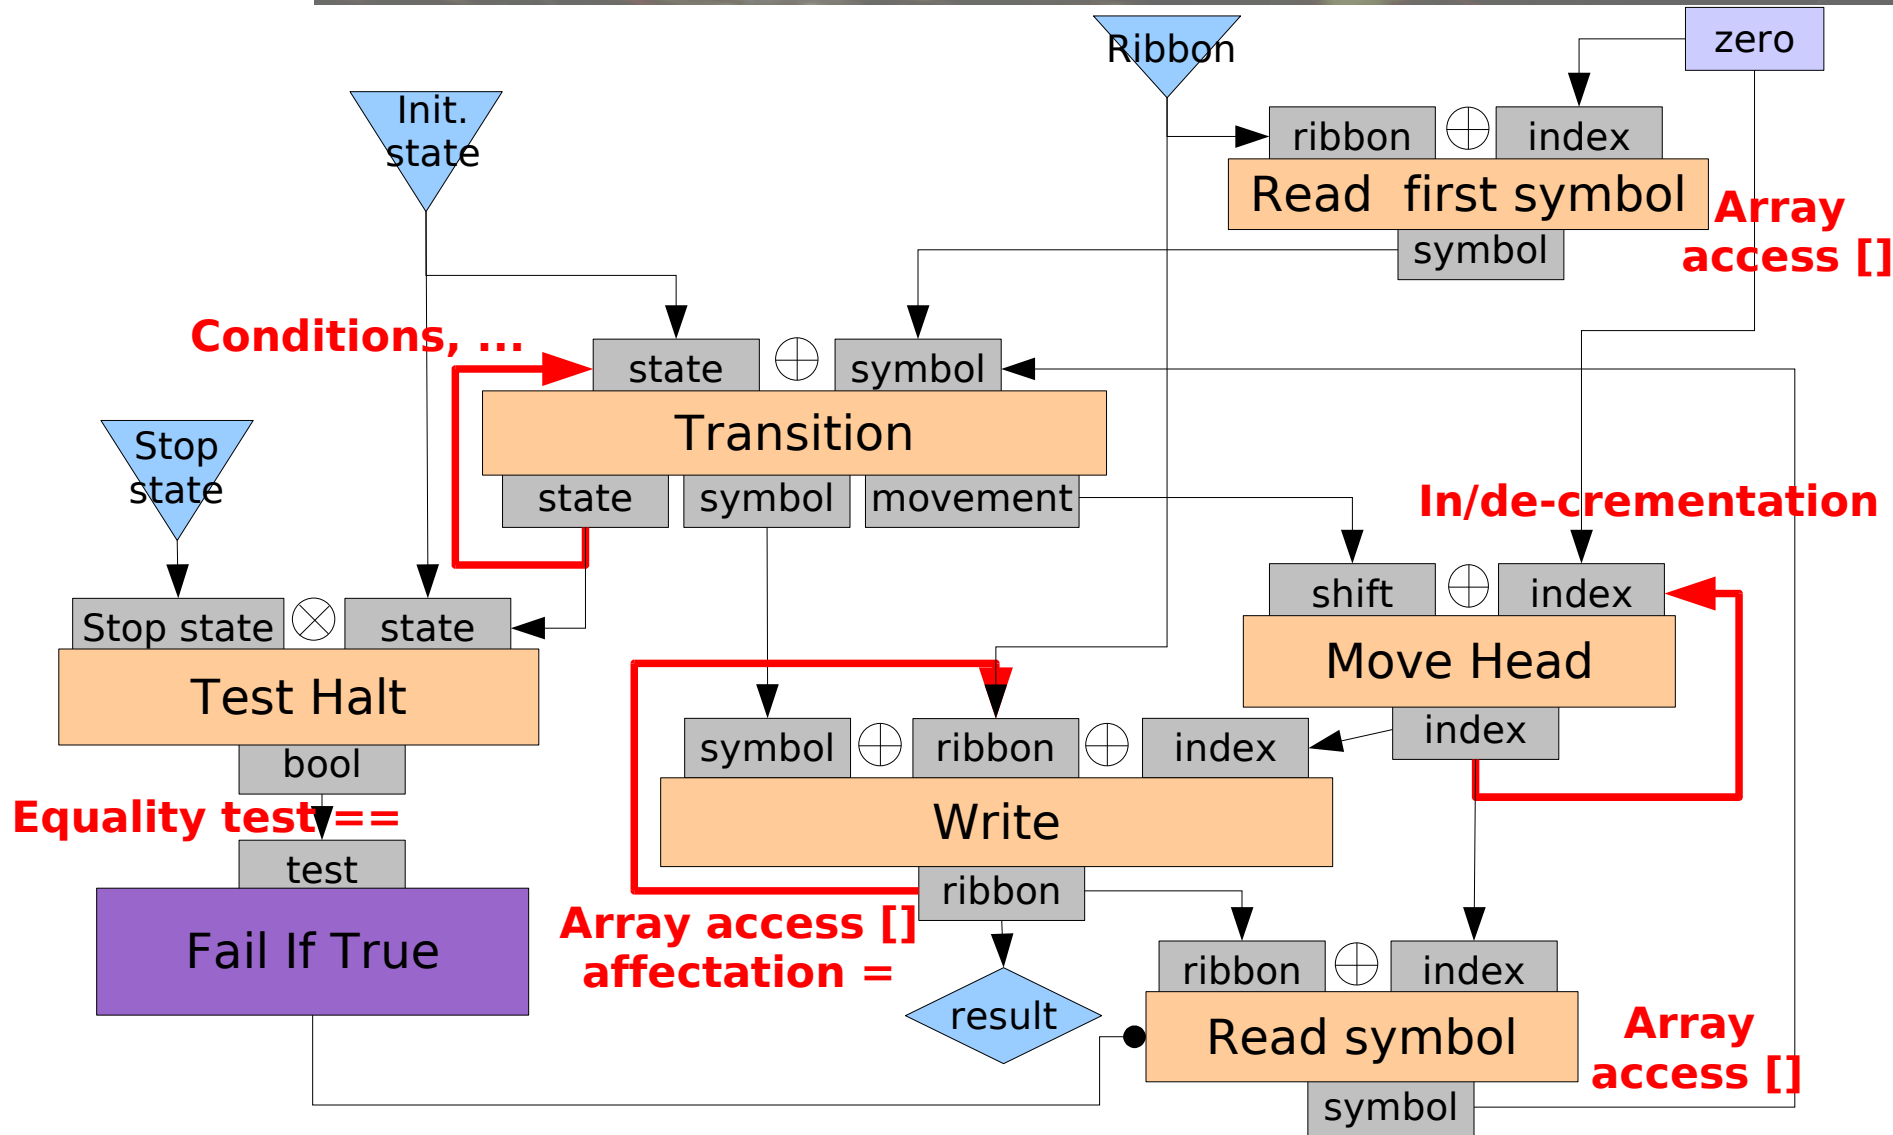 Ribbon
zero
Init.
state
ribbon
index
Read first symbol
Array
access []
symbol
Conditions, ...
state
symbol
Transition
Stop
state
state
symbol
movement
In/de-crementation
Stop state
state
shift
index
Test Halt
Move Head
bool
symbol
ribbon
index
index
Equality test ==
Write
test
ribbon
Fail If True
Array access []
affectation =
result
ribbon
index
Read symbol
Array
access []
symbol